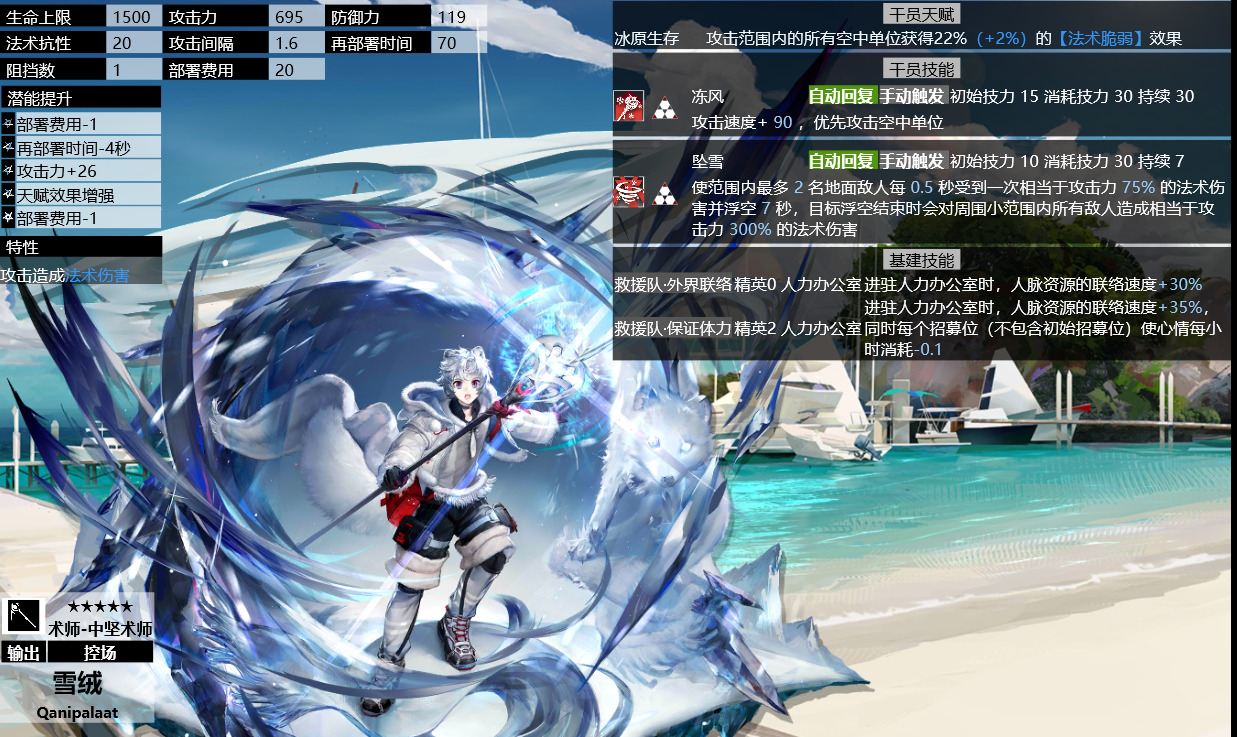 生命上限 1500 攻击力 695 防御力 119
法术抗性 20 攻击间隔 1.6 再部署时间 70
阻挡数 1 部署费用 20
潜能提升
部署费用-1
再部署时间-4秒
攻击力+26
天赋效果增强
部署费用-1
特性
攻击造成法术伤害
★★★★★
术师-中坚术师
输出 控场
雪绒
Qanipalaat
干员天赋
冰原生存 攻击范围内的所有空中单位获得22%（+2%）的【法术脆弱】效果
干员技能
冻风 自动回复 手动触发 初始技力 15 消耗技力 30 持续 30
攻击速度+ 90 ，优先攻击空中单位
坠雪 自动回复 手动触发 初始技力 10 消耗技力 30 持续 7
使范围内最多 2 名地面敌人每 0.5 秒受到一次相当于攻击力 75% 的法术伤
害并浮空 7 秒，目标浮空结束时会对周围小范围内所有敌人造成相当于攻
击力 300% 的法术伤害
基建技能
救援队·外界联络 精英0 人力办公室 进驻人力办公室时，人脉资源的联络速度+30%
进驻人力办公室时，人脉资源的联络速度+35%，
救援队·保证体力 精英2 人力办公室 同时每个招募位（不包含初始招募位）使心情每小
时消耗-0.1